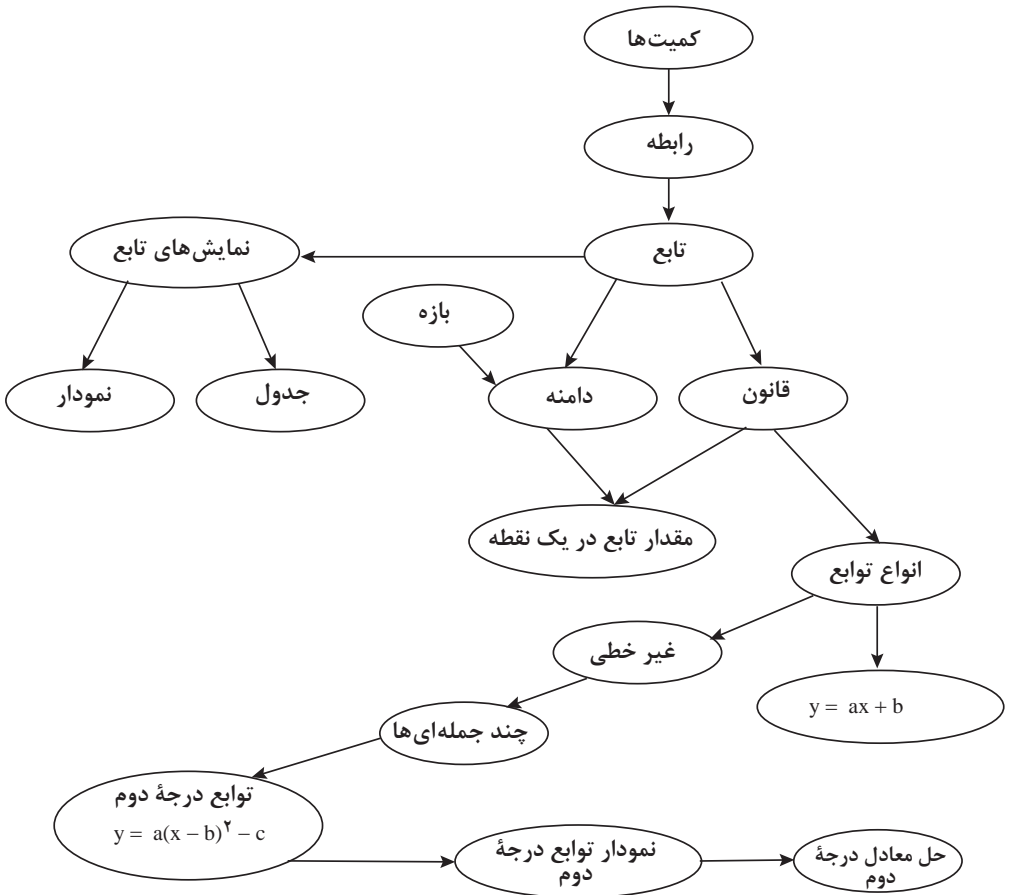 کمیت‌ها
رابطه
تابع
نمایش‌های تابع
بازه
قانون
دامنه
جدول
نمودار
مقدار تابع در یک نقطه
انواع توابع
غیر خطی
y = ax + b
چند جمله‌ای‌ها
توابع درجهٔ دوم
y = a(x – b)^۲ – c
نمودار توابع درجهٔ
دوم
حل معادل درجهٔ
دوم